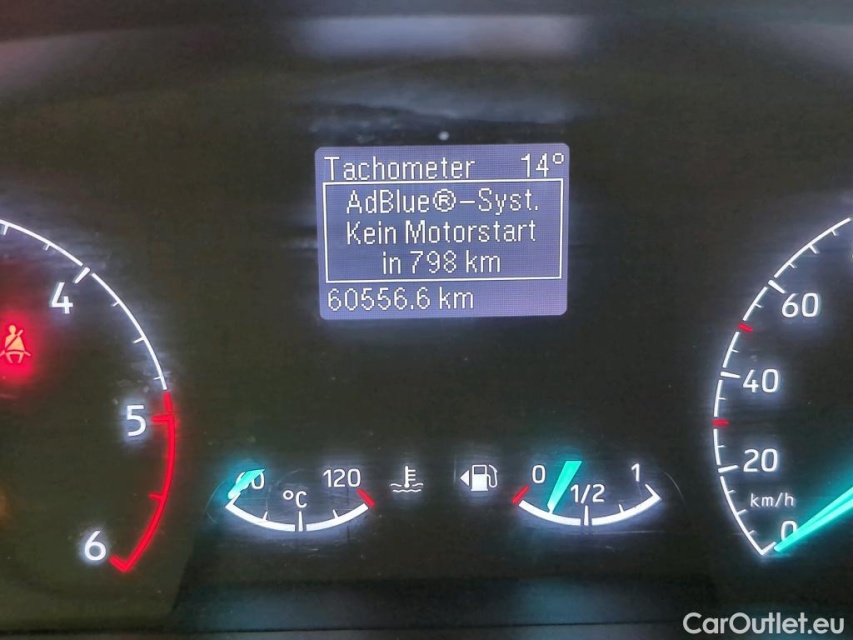 Tachometer 14°
AdBlue®-Syst.
Kein Motorstart
in 798 km
60556.6 km
4
5
6
120
°C
0
1/2
1
60
40
20
km/h
0
CarOutlet.eu